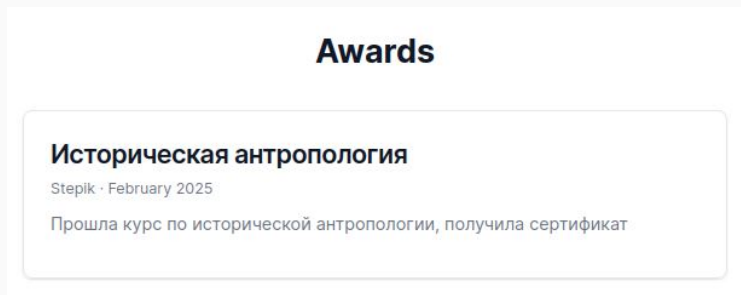 Awards
Историческая антропология
Stepik · February 2025
Прошла курс по исторической антропологии, получила сертификат